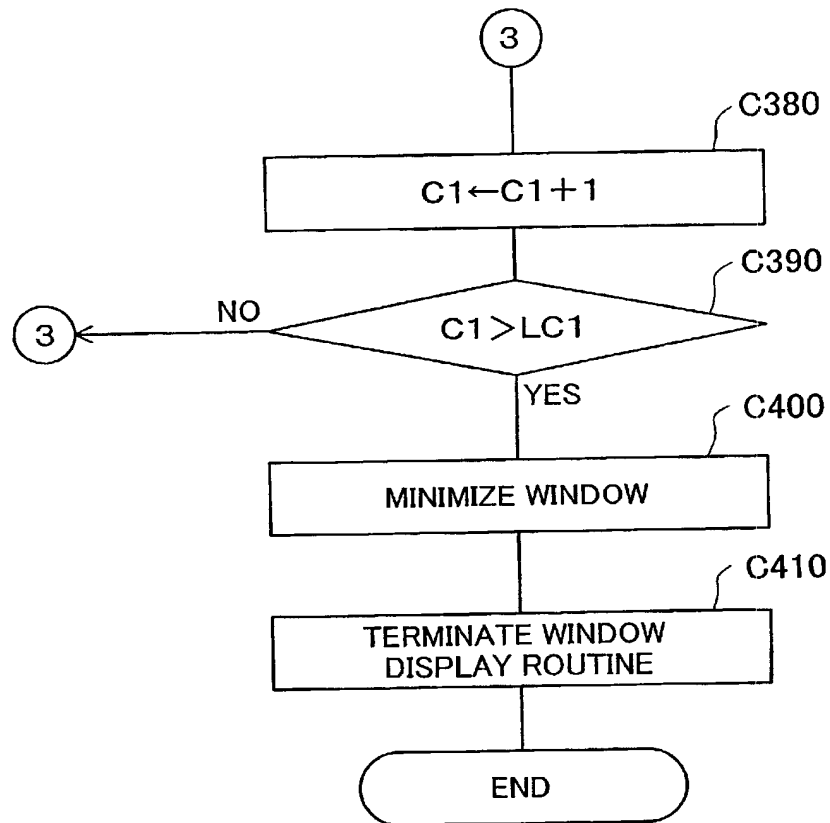 3
C380
C1←C1+1
C390
NO
3
C1>LC1
YES
C400
MINIMIZE WINDOW
C410
TERMINATE WINDOW
DISPLAY ROUTINE
END